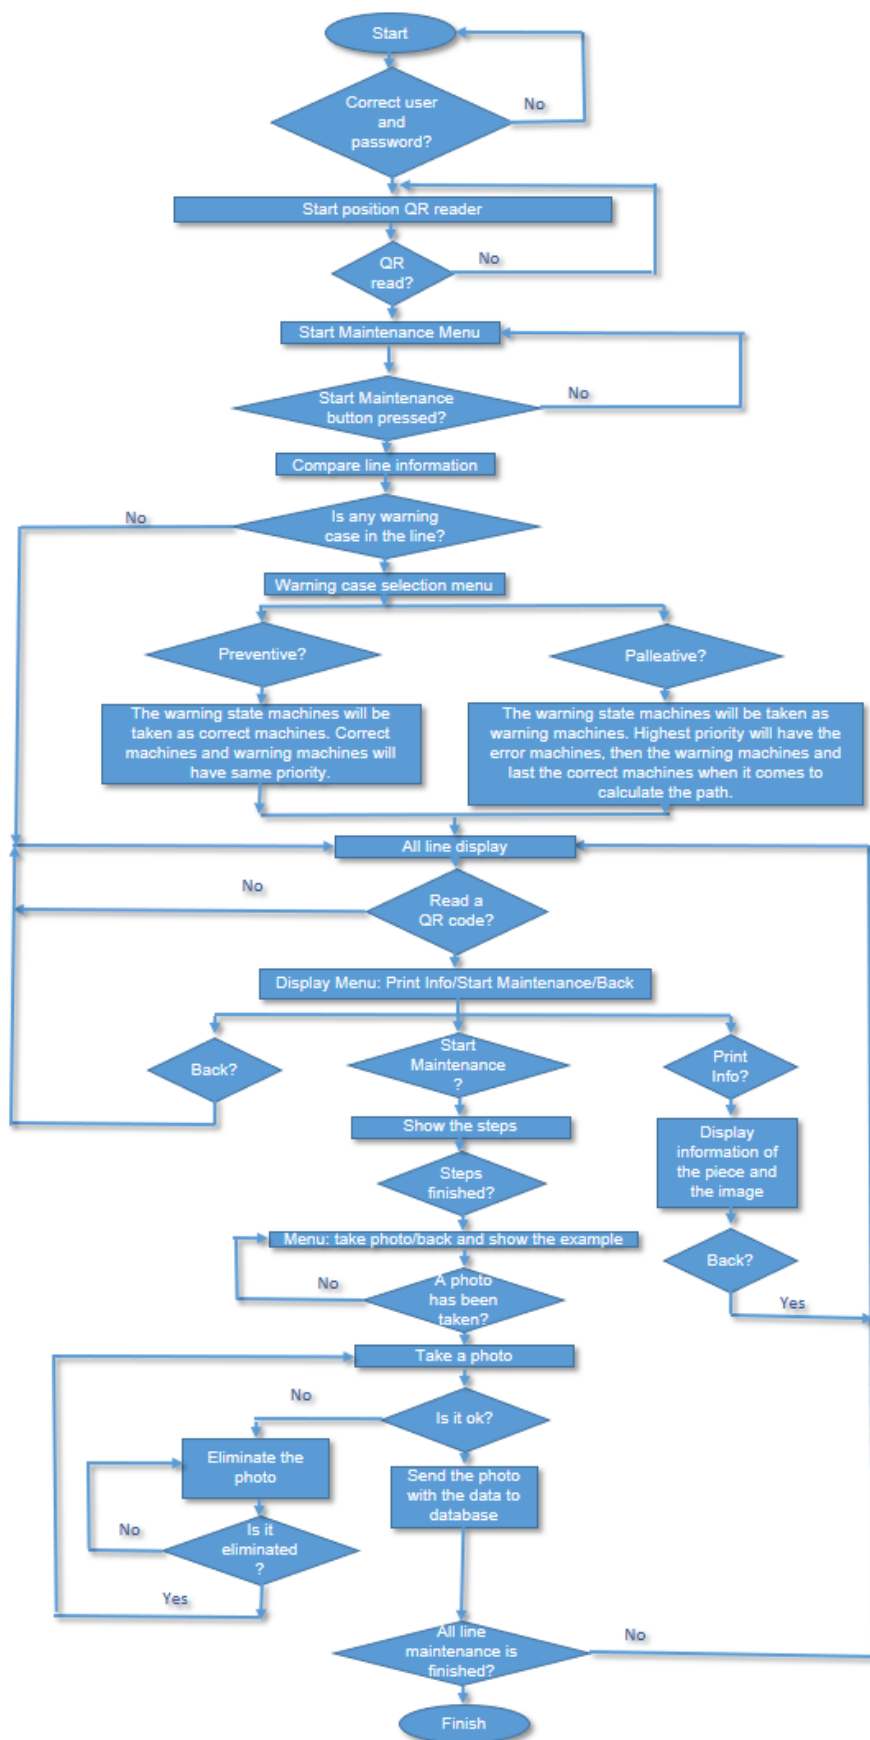 Start
Correct user
and
password?
No
Start position QR reader
QR
read?
No
Start Maintenance Menu
Start Maintenance
button pressed?
No
Compare line information
Is any warning
case in the line?
No
Warning case selection menu
Preventive?
Palleative?
The warning state machines will be
taken as correct machines. Correct
machines and warning machines will
have same priority.
The warning state machines will be taken as
warning machines. Highest priority will have the
error machines, then the warning machines and
last the correct machines when it comes to
calculate the path.
All line display
No
Read a
QR code?
Display Menu: Print Info/Start Maintenance/Back
Back?
Start
Maintenance
?
Print
Info?
Show the steps
Display
information of
the piece and
the image
Steps
finished?
Menu: take photo/back and show the example
Back?
Yes
No
A photo
has been
taken?
Take a photo
No
Is it ok?
Eliminate the
photo
Send the photo
with the data to
database
No
Is it
eliminated
?
Yes
All line
maintenance is
finished?
No
Finish